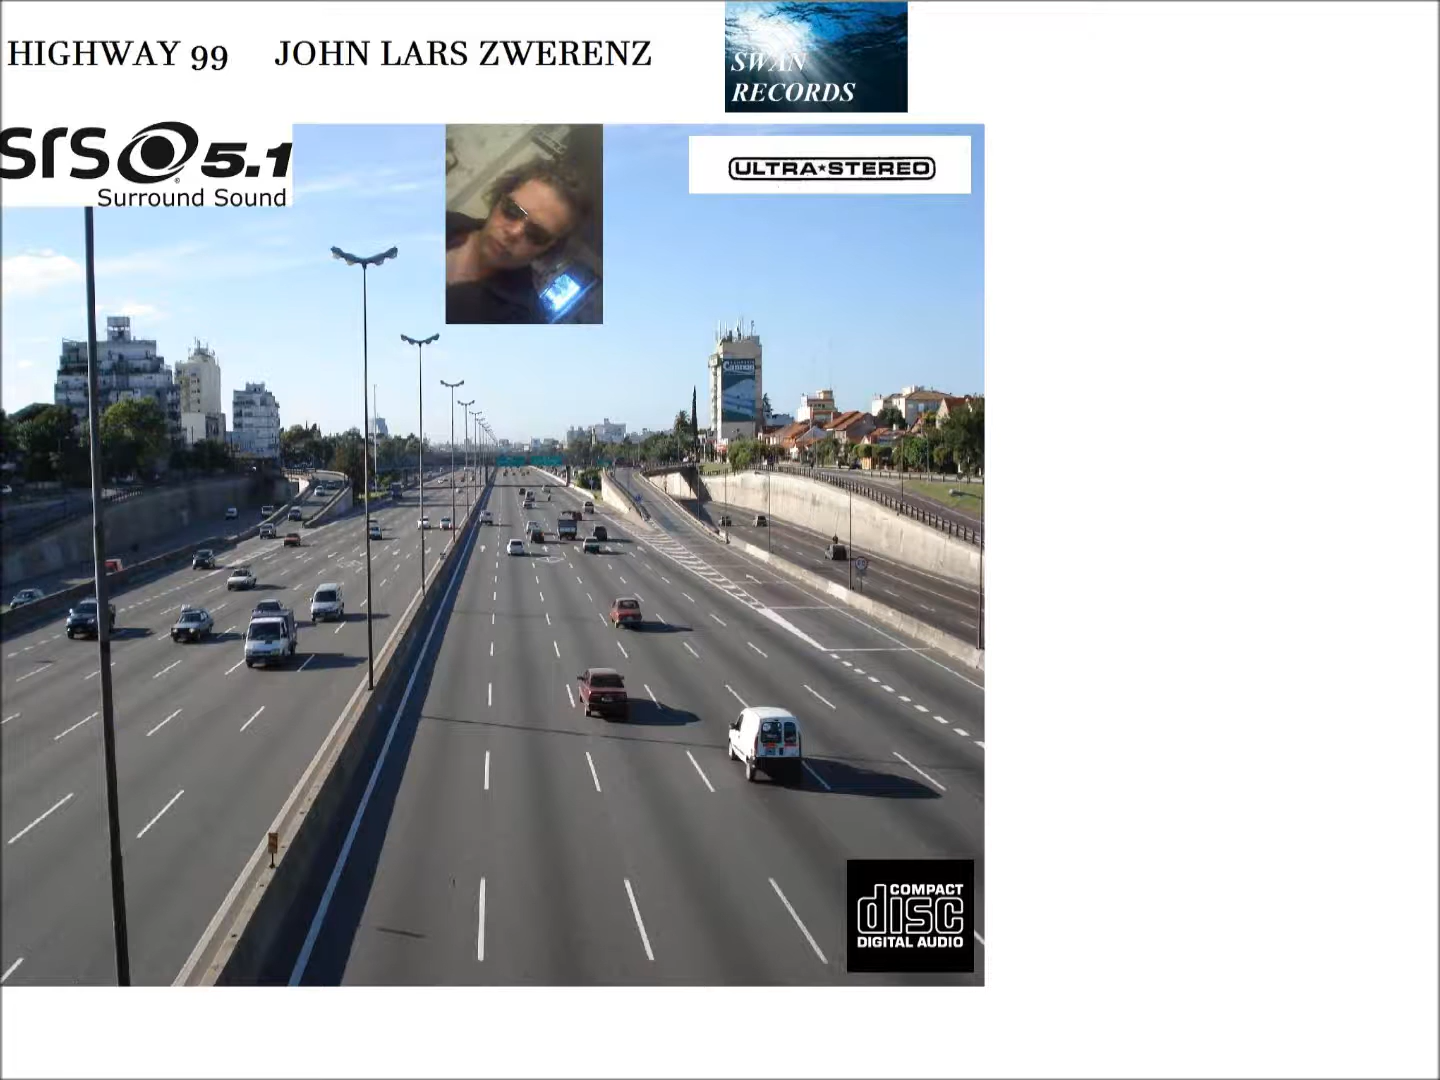 HIGHWAY 99 JOHN LARS ZWERENZ
SWAN
RECORDS
SRS 5.1
Surround Sound
ULTRA★STEREO
COMPACT
disc
DIGITAL AUDIO